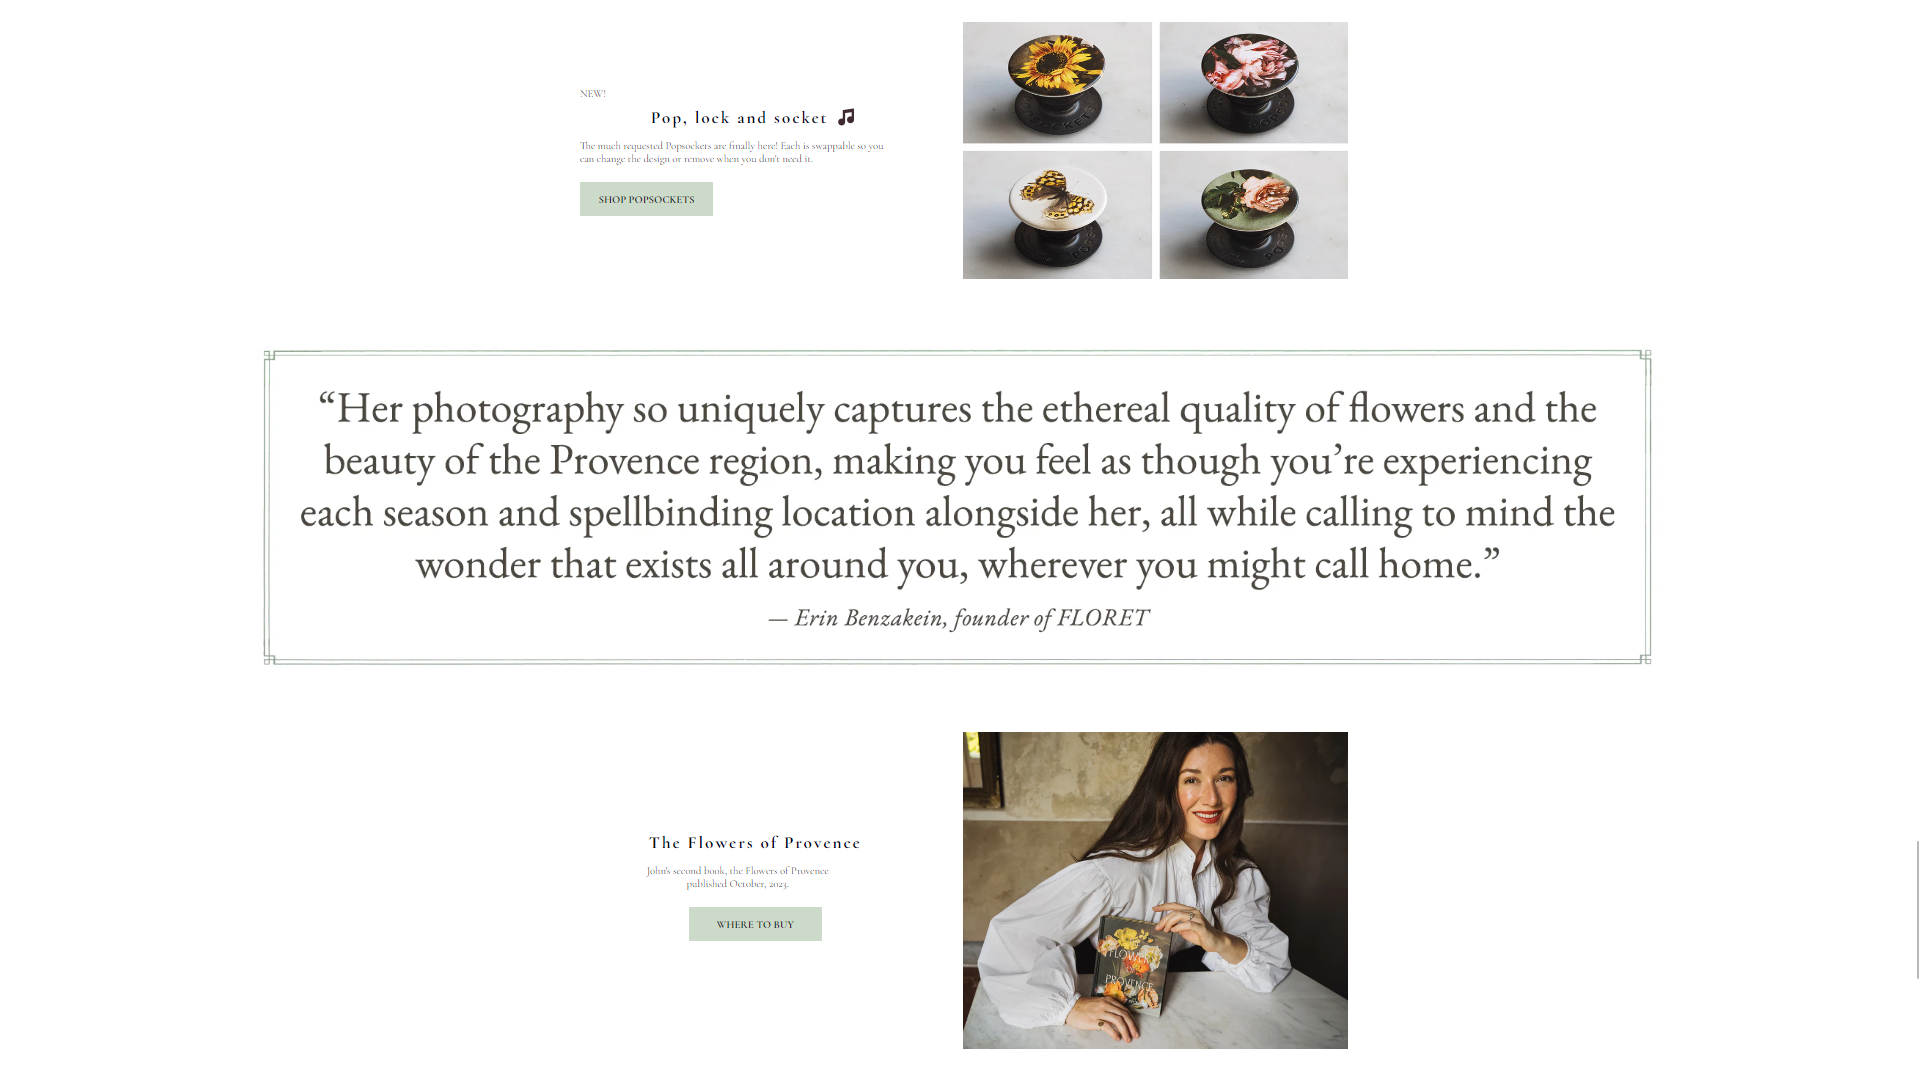 NEW!
Pop, lock and socket
The much requested Popsockets are finally here! Each is swappable so you
can change the design or remove when you don't need it.
SHOP POPSOCKETS
“Her photography so uniquely captures the ethereal quality of flowers and the
beauty of the Provence region, making you feel as though you’re experiencing
each season and spellbinding location alongside her, all while calling to mind the
wonder that exists all around you, wherever you might call home.”
— Erin Benzakein, founder of FLORET
The Flowers of Provence
John's second book, the Flowers of Provence
published October, 2023.
WHERE TO BUY
FLOWERS
OF
PROVENCE